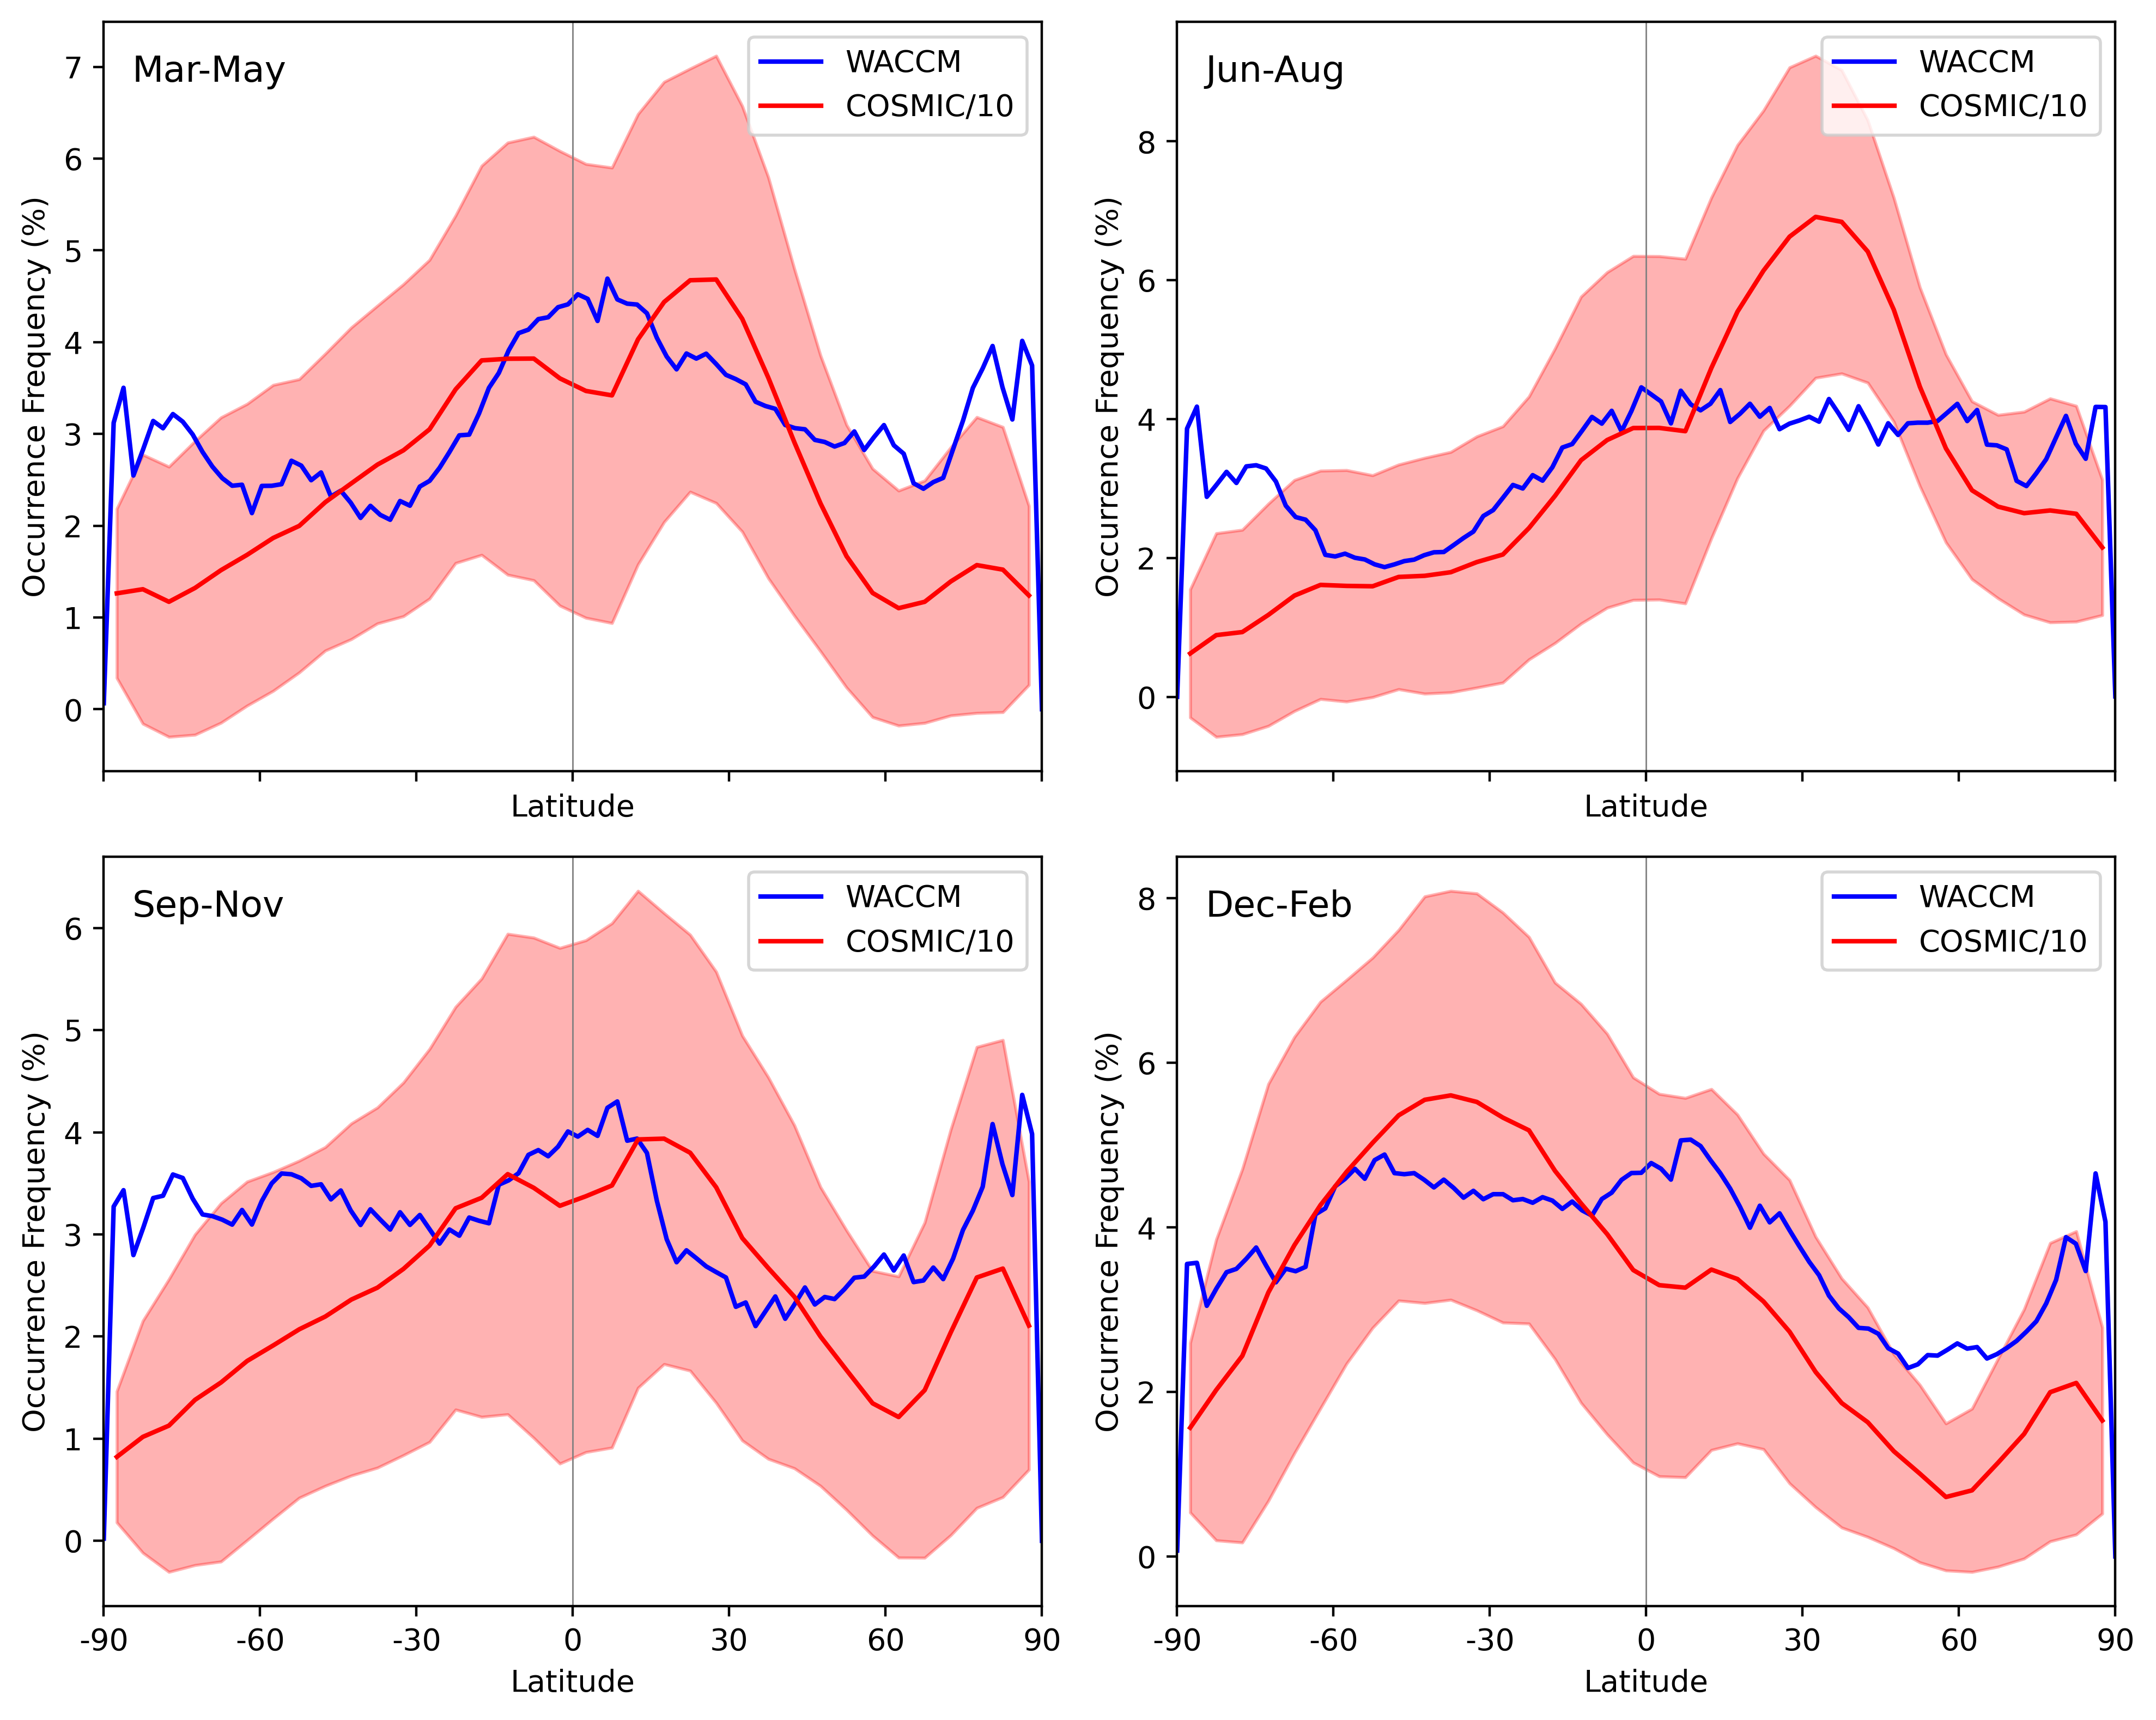 Mar-May
WACCM
COSMIC/10
Occurrence Frequency (%)
7
6
5
4
3
2
1
0
Latitude
Jun-Aug
WACCM
COSMIC/10
Occurrence Frequency (%)
8
6
4
2
0
Latitude
Sep-Nov
WACCM
COSMIC/10
Occurrence Frequency (%)
6
5
4
3
2
1
0
-90 -60 -30 0 30 60 90
Latitude
Dec-Feb
WACCM
COSMIC/10
Occurrence Frequency (%)
8
6
4
2
0
-90 -60 -30 0 30 60 90
Latitude